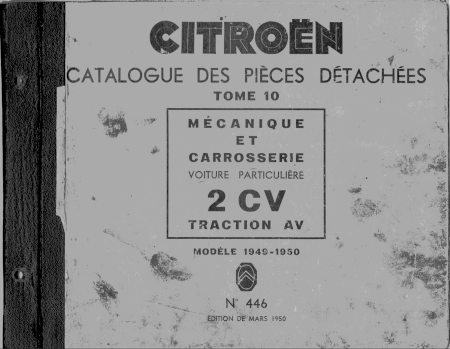 CITROËN
CATALOGUE DES PIÈCES DÉTACHÉES
TOME 10
MÉCANIQUE
ET
CARROSSERIE
VOITURE PARTICULIÈRE
2 CV
TRACTION AV
MODÈLE 1949-1950
N° 446
ÉDITION DE MARS 1950